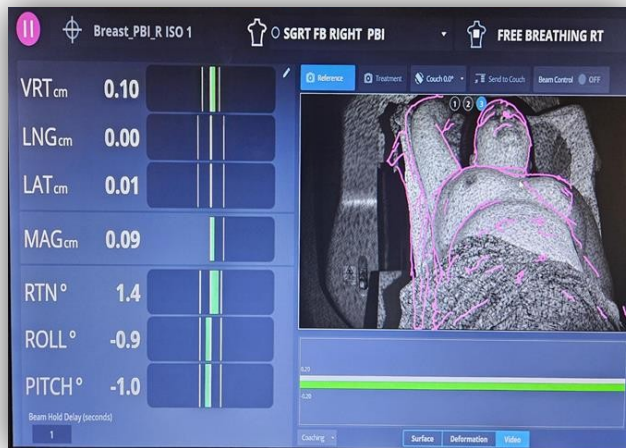 Breast_PBI_R ISO 1
SGRT FB RIGHT PBI
FREE BREATHING RT
VRT cm 0.10
LNG cm 0.00
LAT cm 0.01
MAG cm 0.09
RTN ° 1.4
ROLL ° -0.9
PITCH ° -1.0
Beam Hold Delay (seconds)
1
Reference
Treatment
Couch 0.0°
Send to Couch
Beam Control
OFF
1 2 3
-0.20
Coaching
Surface
Deformation
Video